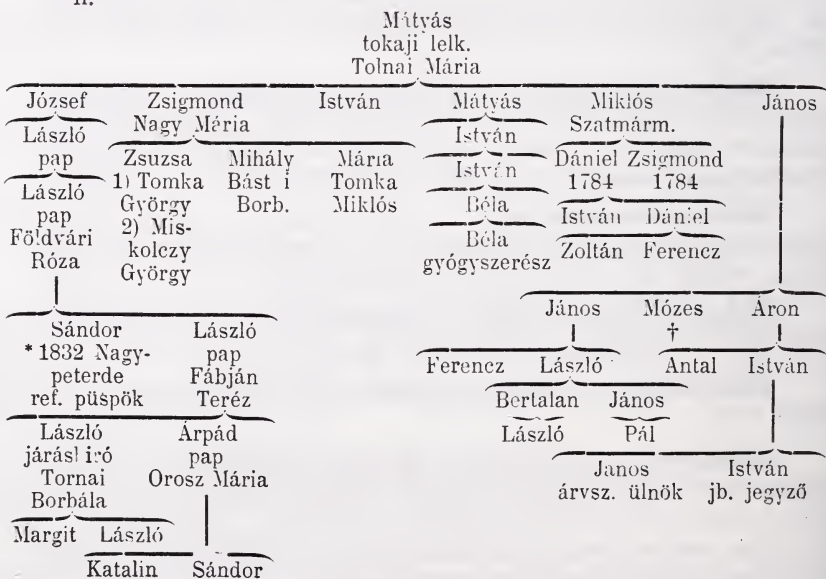 II.
Mátyás
tokaji lelk.
Tolnai Mária
József Zsigmond István Mátyás Miklós János
László Nagy Mária István Szatmárm.
pap Zsuzsa Mihály Mária István Dániel Zsigmond
László 1) Tomka Bást i Tomka Béla 1784 1784
pap György Borb. Miklós Béla István Dániel
Földvári 2) Mis- gyógyszerész Zoltán Ferencz
Róza kolczy
György
János Mózes Áron
†
Sándor László
* 1832 Nagy- pap
peterde Fábján
ref. püspök Teréz
Ferencz László Antal István
Bertalan János
László Pál
László Árpád
járásbiró pap
Tornai Orosz Mária
Borbála
Janos István
árvsz. ülnök jb. jegyző
Margit László
Katalin Sándor